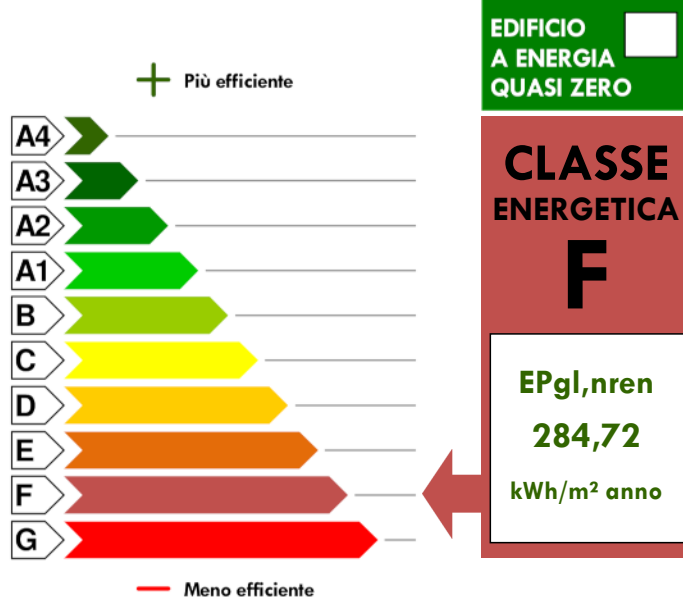 EDIFICIO
A ENERGIA
QUASI ZERO
Più efficiente
A4
A3
A2
A1
B
C
D
E
F
G
Meno efficiente
CLASSE
ENERGETICA
F
EPgl,nren
284,72
kWh/m² anno